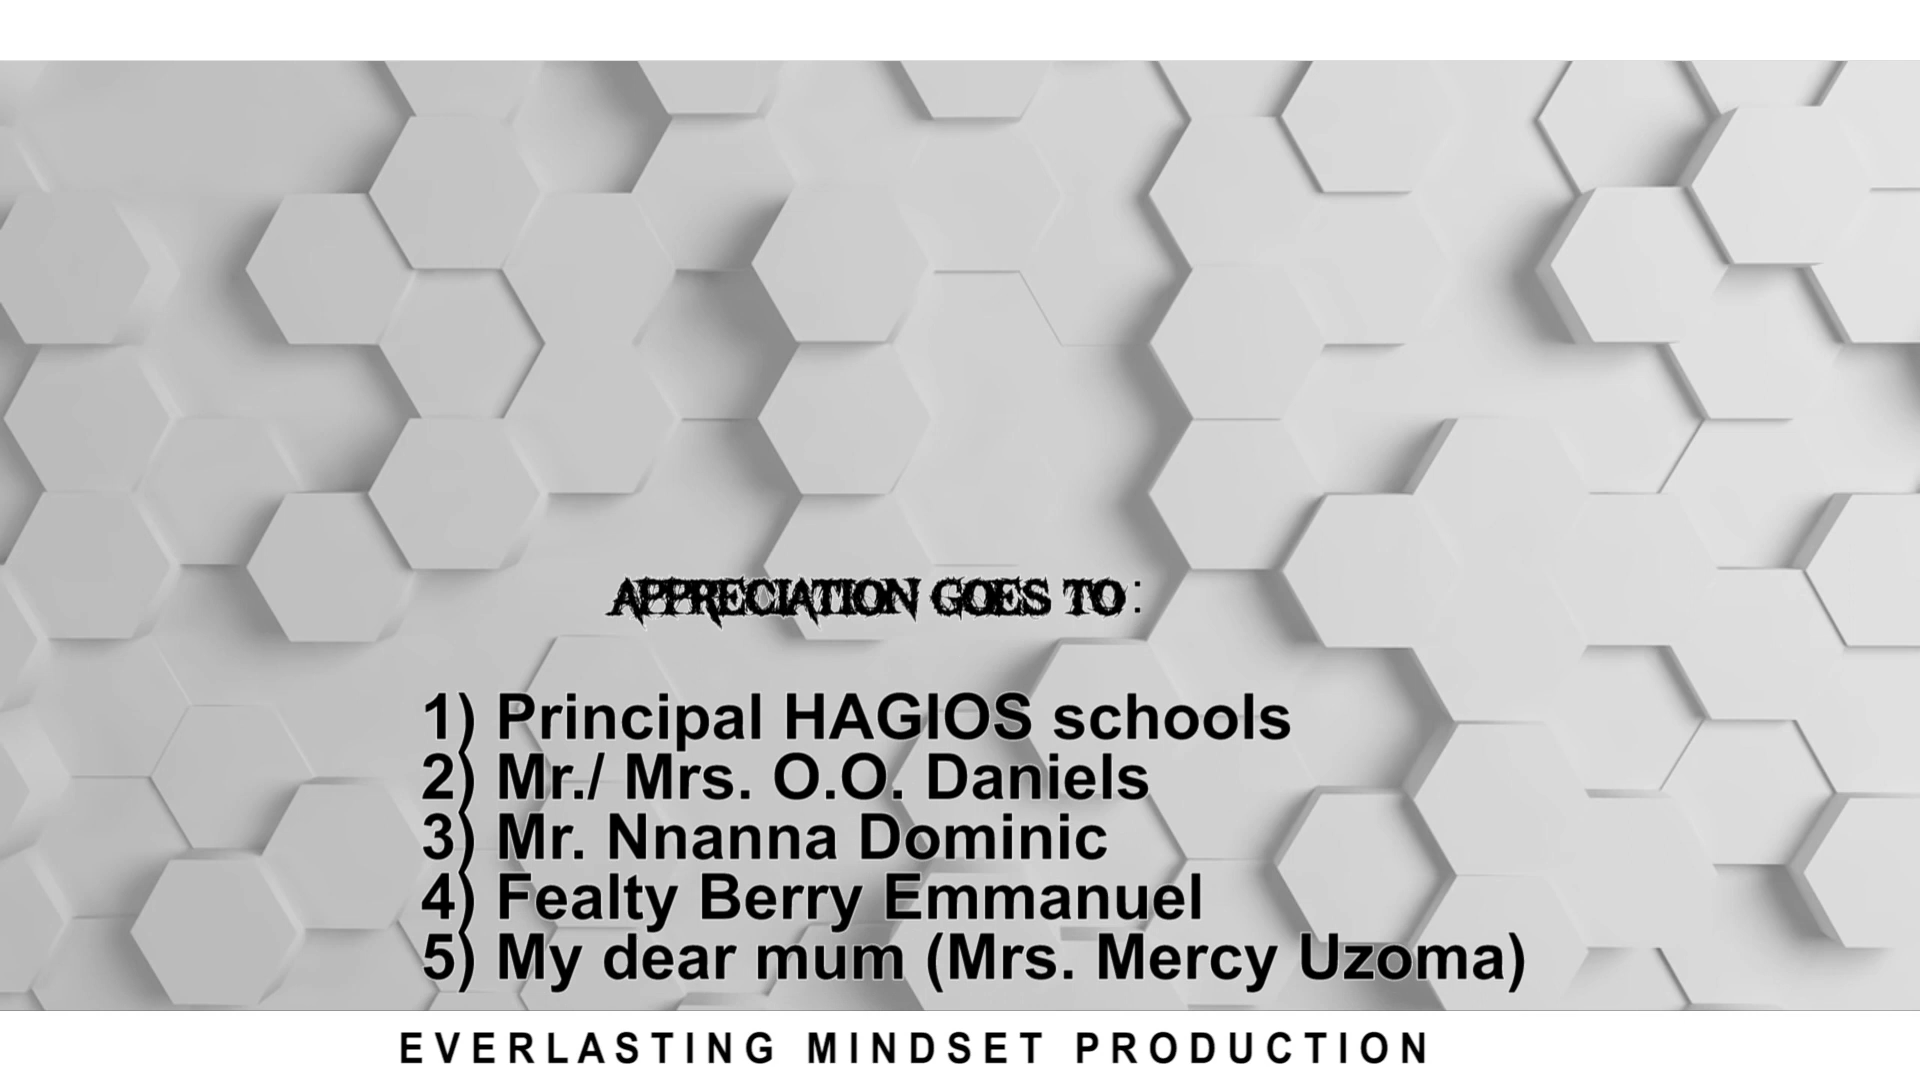 APPRECIATION GOES TO:
1) Principal HAGIOS schools
2) Mr./ Mrs. O.O. Daniels
3) Mr. Nnanna Dominic
4) Fealty Berry Emmanuel
5) My dear mum (Mrs. Mercy Uzoma)
EVERLASTING MINDSET PRODUCTION